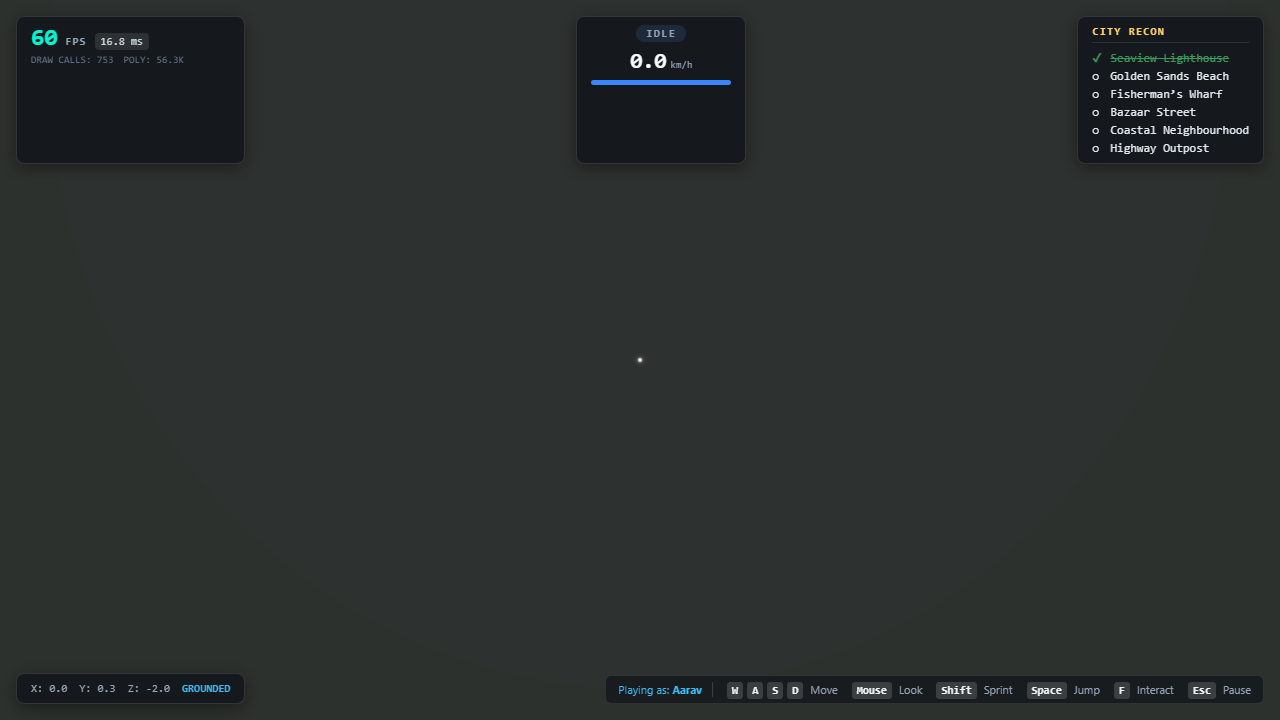 60 FPS 16.8 ms
DRAW CALLS: 753 POLY: 56.3K
IDLE
0.0 km/h
CITY RECON
✓ Seaview Lighthouse
o Golden Sands Beach
o Fisherman's Wharf
o Bazaar Street
o Coastal Neighbourhood
o Highway Outpost
X: 0.0 Y: 0.3 Z: -2.0 GROUNDED
Playing as: Aarav W A S D Move Mouse Look Shift Sprint Space Jump F Interact Esc Pause